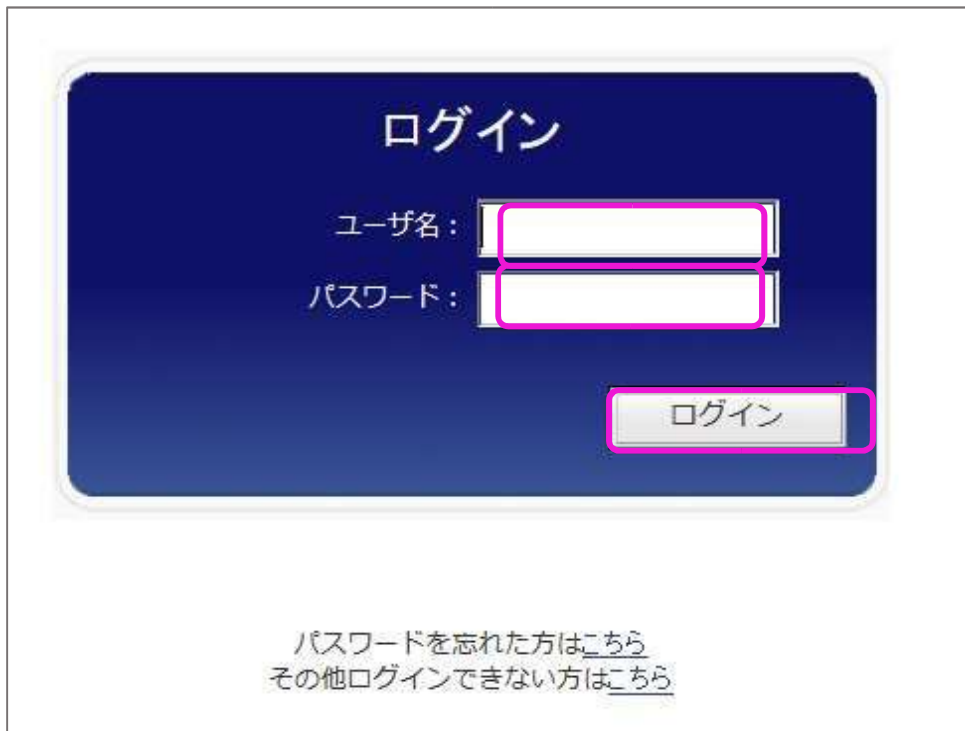 ログイン
ユーザ名：
パスワード：
ログイン
パスワードを忘れた方はこちら
その他ログインできない方はこちら